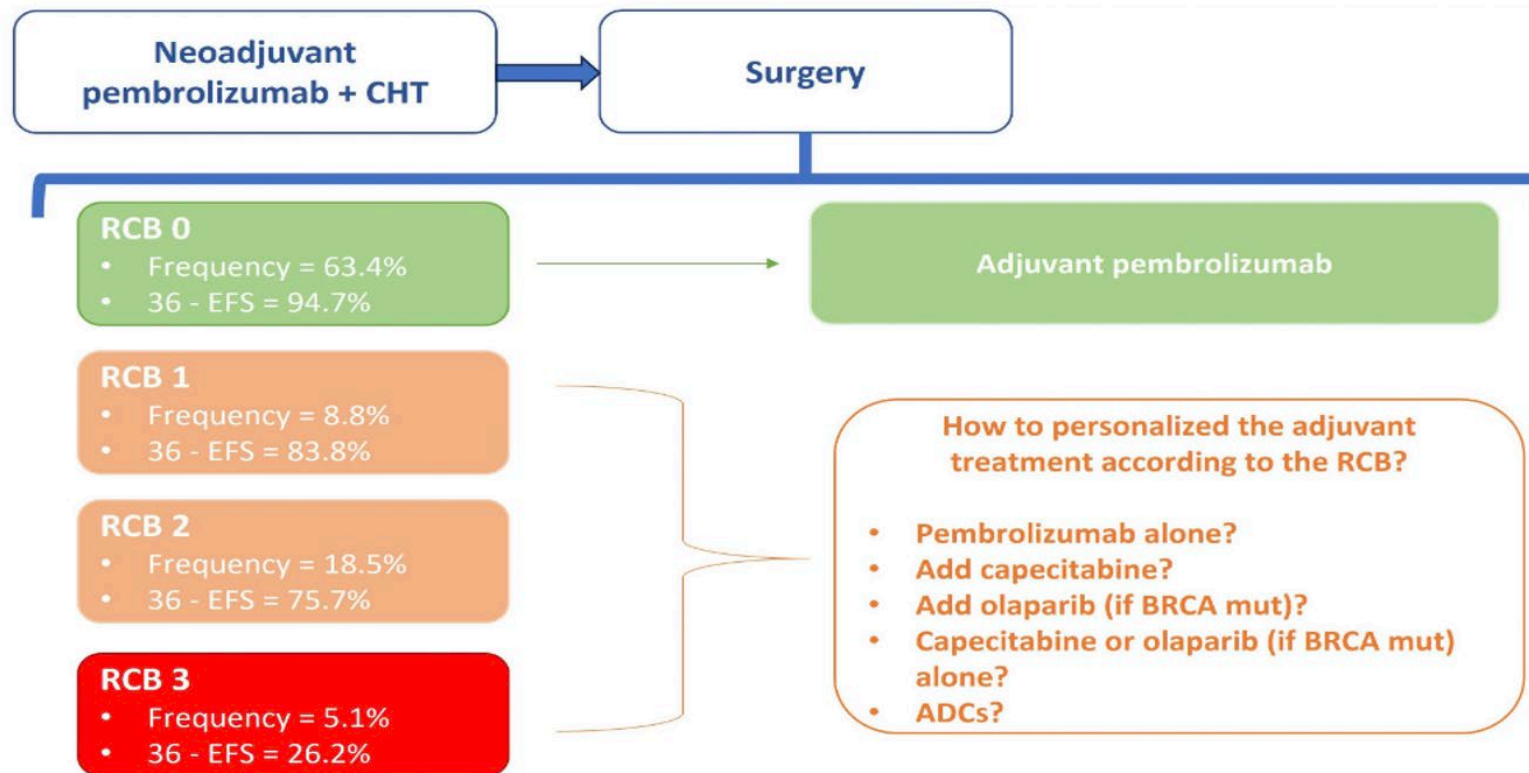 Neoadjuvant
pembrolizumab + CHT
Surgery
RCB 0
• Frequency = 63.4%
• 36 - EFS = 94.7%
Adjuvant pembrolizumab
RCB 1
• Frequency = 8.8%
• 36 - EFS = 83.8%
RCB 2
• Frequency = 18.5%
• 36 - EFS = 75.7%
RCB 3
• Frequency = 5.1%
• 36 - EFS = 26.2%
How to personalized the adjuvant
treatment according to the RCB?
• Pembrolizumab alone?
• Add capecitabine?
• Add olaparib (if BRCA mut)?
• Capecitabine or olaparib (if BRCA mut)
alone?
• ADCs?